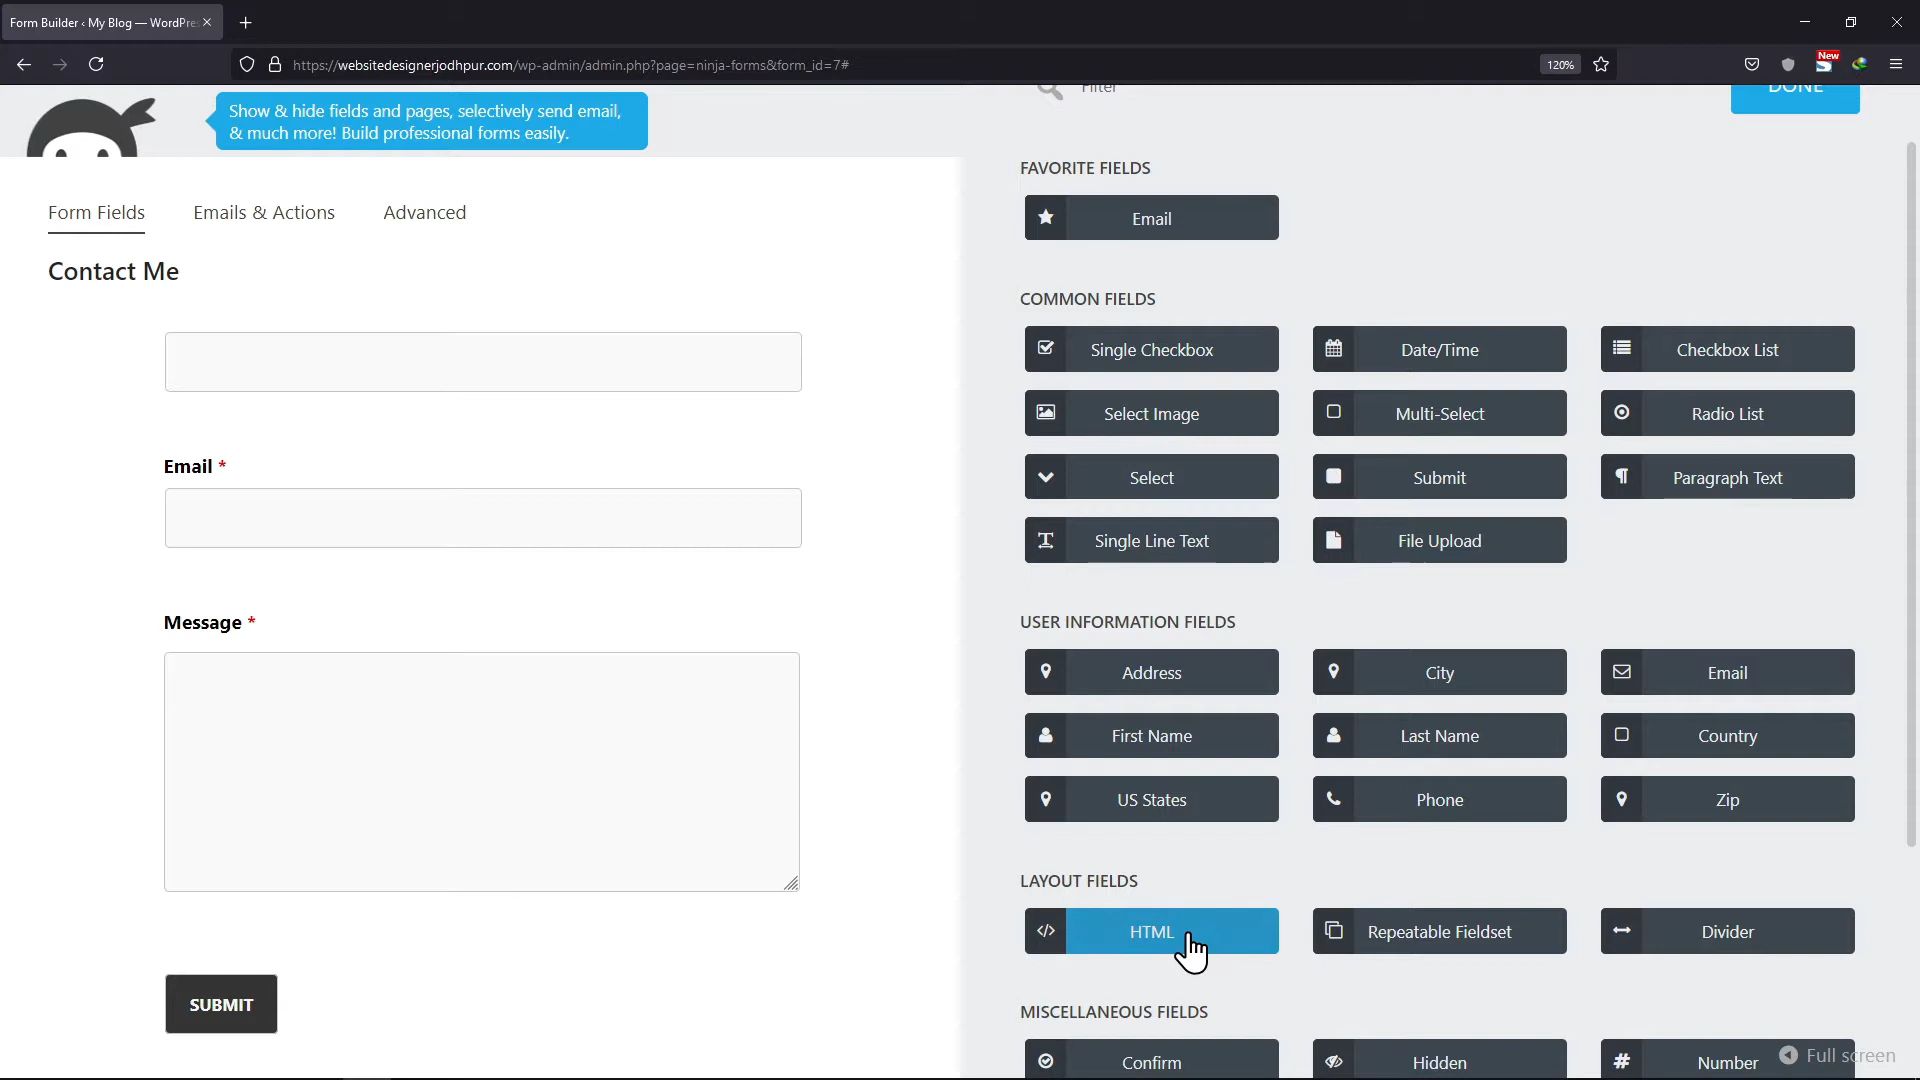 Form Builder ‹ My Blog — WordPre
https://websitedesignerjodhpur.com/wp-admin/admin.php?page=ninja-forms&form_id=7#
120%
New
Show & hide fields and pages, selectively send email,
& much more! Build professional forms easily.
Filter
DONE
Form Fields
Emails & Actions
Advanced
Contact Me
Email *
Message *
SUBMIT
FAVORITE FIELDS
Email
COMMON FIELDS
Single Checkbox
Date/Time
Checkbox List
Select Image
Multi-Select
Radio List
Select
Submit
Paragraph Text
Single Line Text
File Upload
USER INFORMATION FIELDS
Address
City
Email
First Name
Last Name
Country
US States
Phone
Zip
LAYOUT FIELDS
HTML
Repeatable Fieldset
Divider
MISCELLANEOUS FIELDS
Confirm
Hidden
Number
Full screen